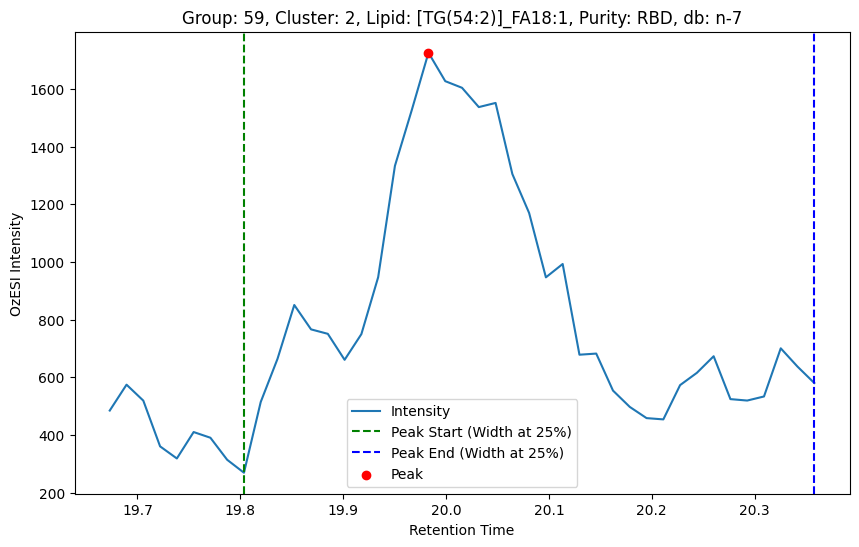 Group: 59, Cluster: 2, Lipid: [TG(54:2)]_FA18:1, Purity: RBD, db: n-7
OzESI Intensity
1600
1400
1200
1000
800
600
400
200
Intensity
Peak Start (Width at 25%)
Peak End (Width at 25%)
Peak
19.7 19.8 19.9 20.0 20.1 20.2 20.3
Retention Time